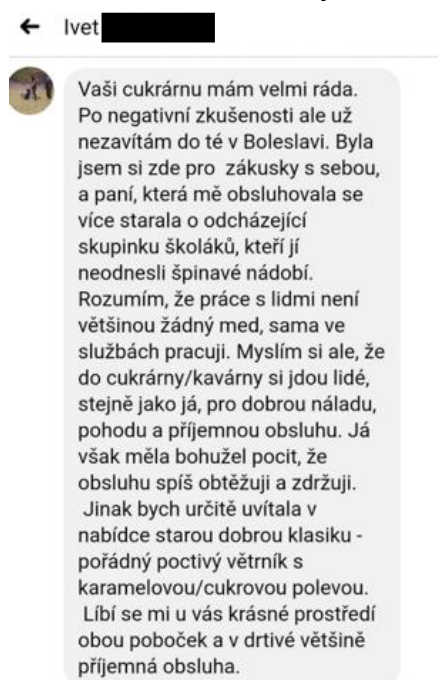 Ivet
Vaši cukrárnu mám velmi ráda.
Po negativní zkušenosti ale už
nezavítám do té v Boleslavi. Byla
jsem si zde pro zákusky s sebou,
a paní, která mě obsluhovala se
více starala o odcházející
skupinku školáků, kteří jí
neodnesli špinavé nádobí.
Rozumím, že práce s lidmi není
většinou žádný med, sama ve
službách pracuji. Myslím si ale, že
do cukrárny/kavárny si jdou lidé,
stejně jako já, pro dobrou náladu,
pohodu a příjemnou obsluhu. Já
však měla bohužel pocit, že
obsluhu spíš obtěžuji a zdržuji.
Jinak bych určitě uvítala v
nabídce starou dobrou klasiku -
pořádný poctivý větrník s
karamelovou/cukrovou polevou.
Líbí se mi u vás krásné prostředí
obou poboček a v drtivé většině
příjemná obsluha.